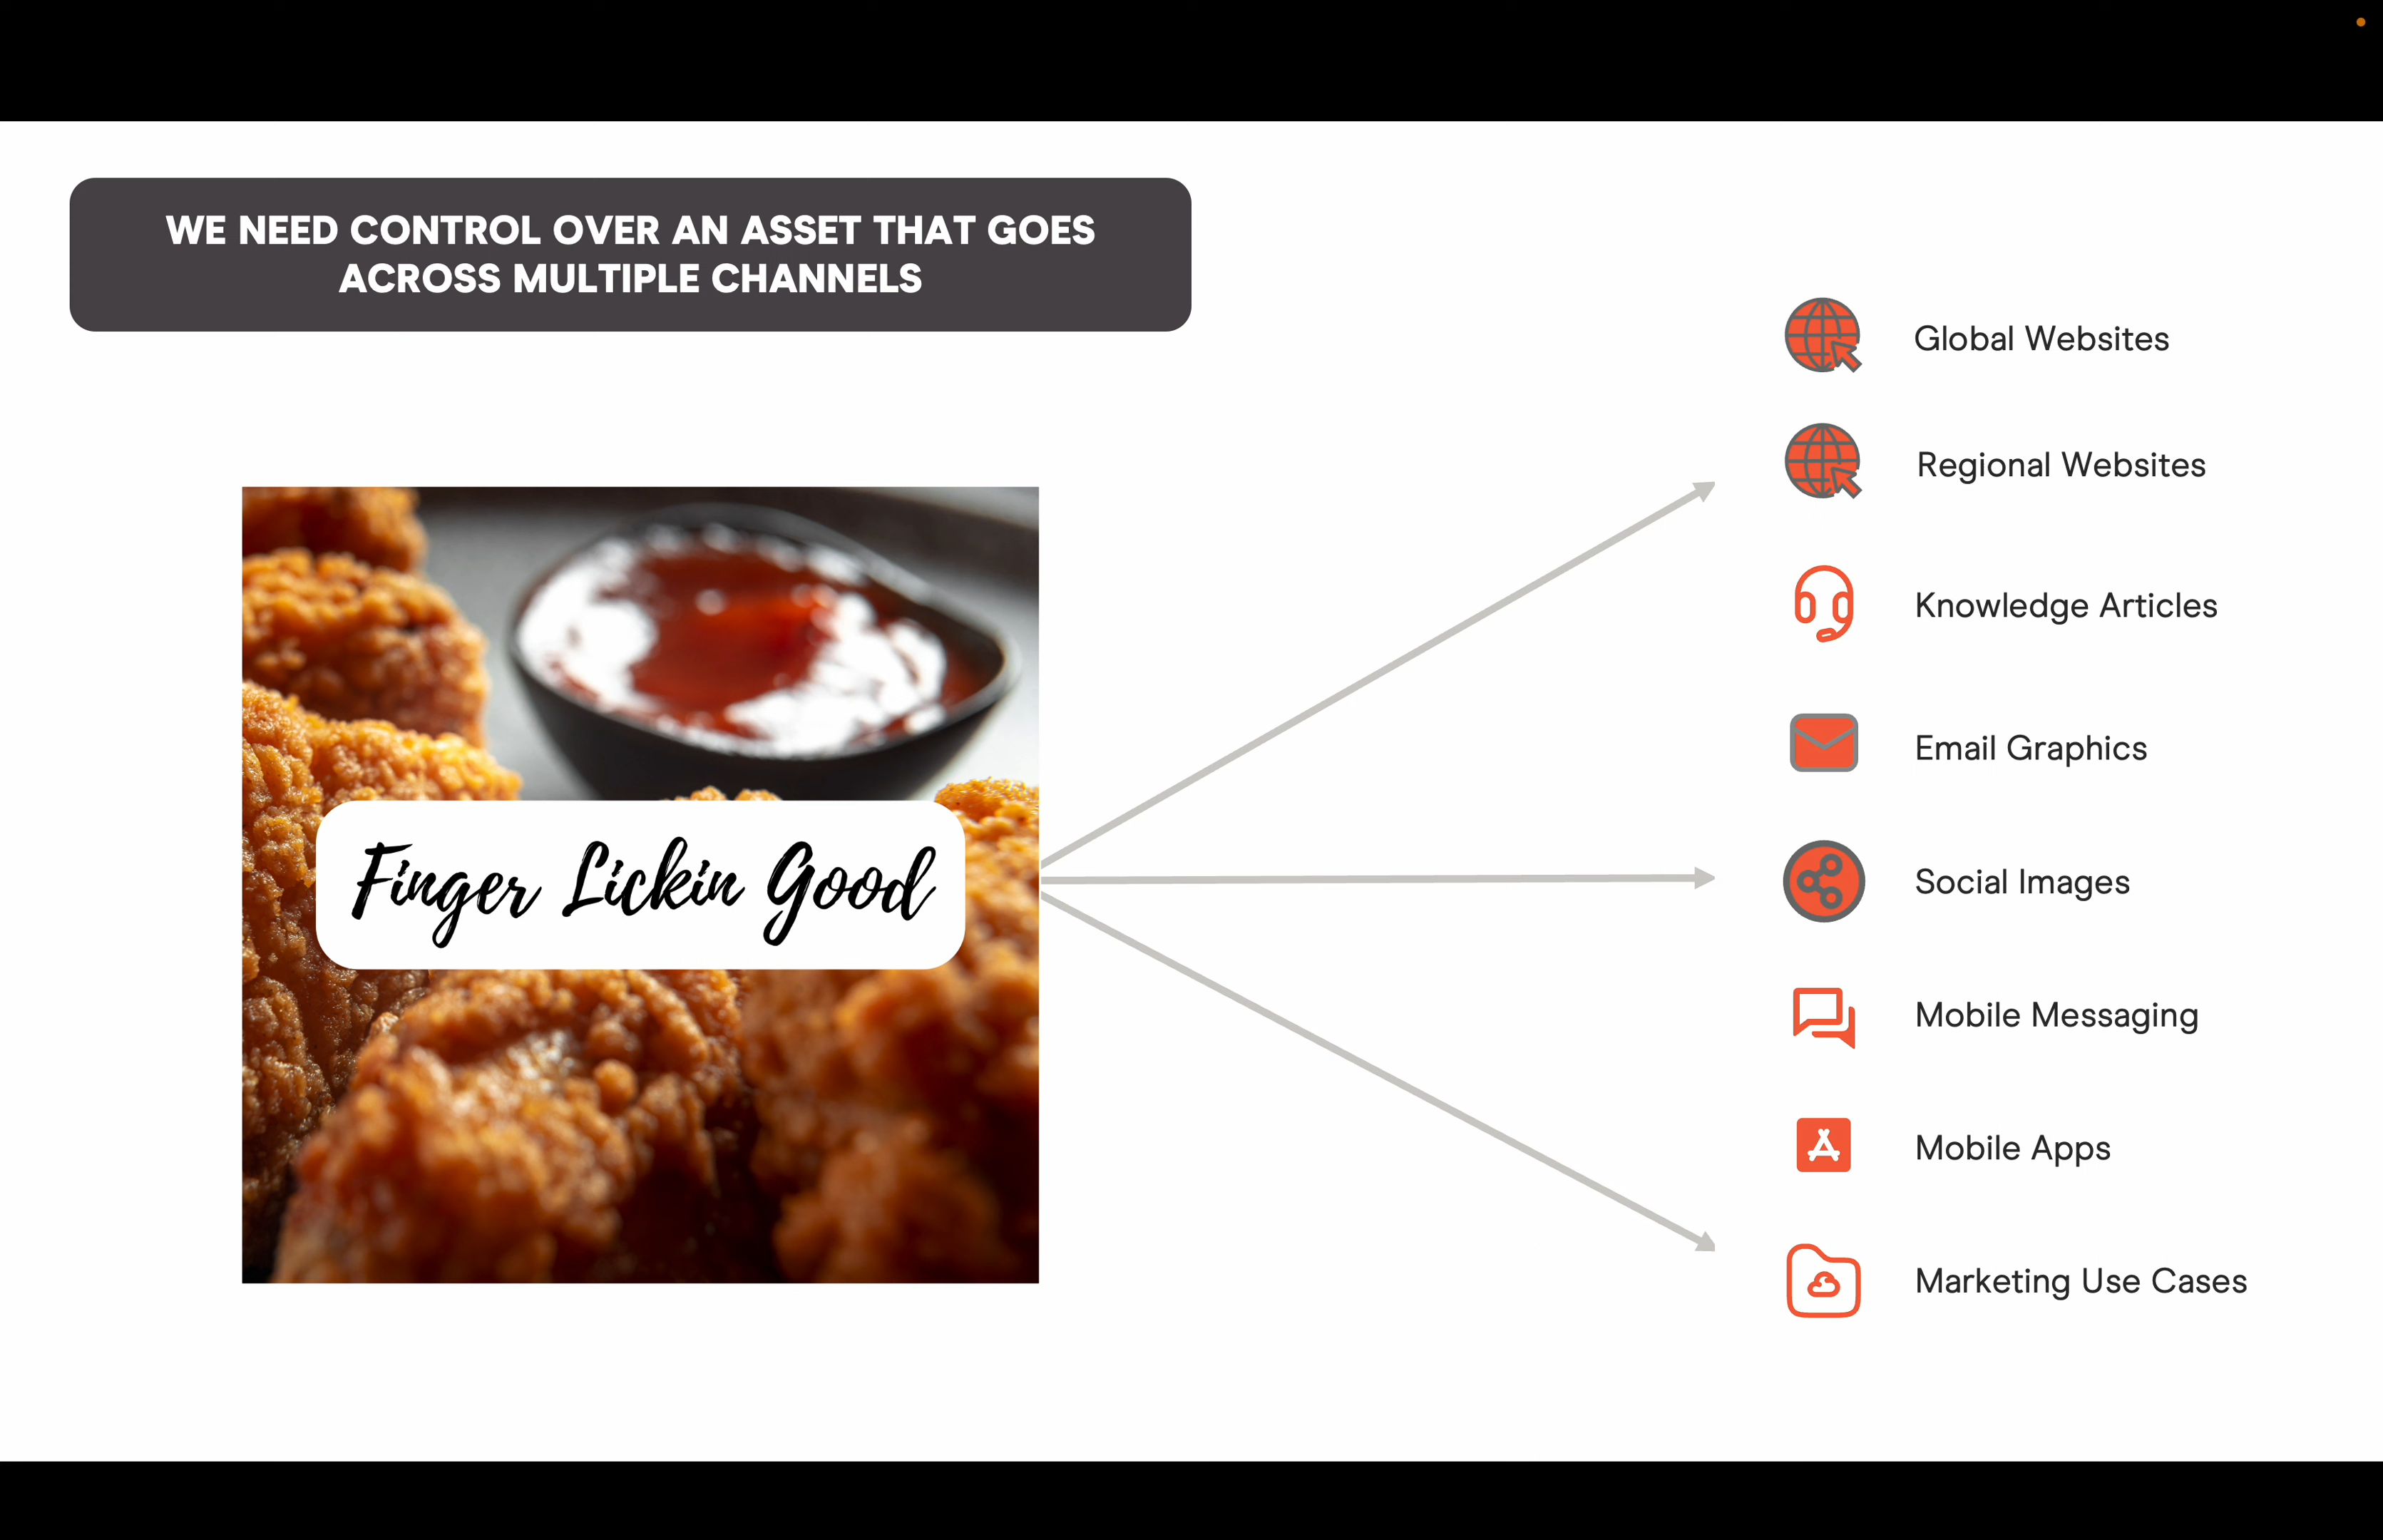 WE NEED CONTROL OVER AN ASSET THAT GOES
ACROSS MULTIPLE CHANNELS
Finger Lickin Good
Global Websites
Regional Websites
Knowledge Articles
Email Graphics
Social Images
Mobile Messaging
Mobile Apps
Marketing Use Cases